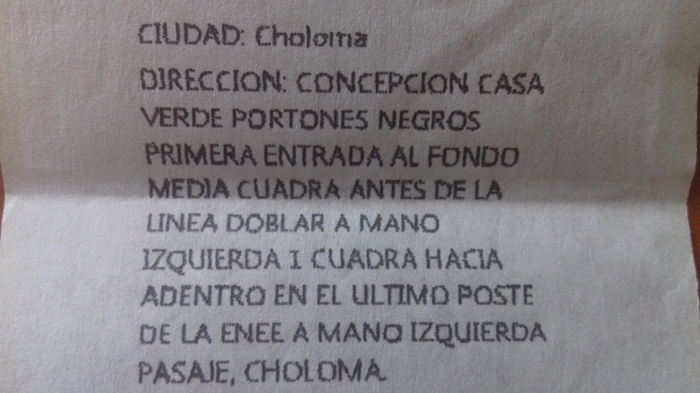 CIUDAD: Choloma
DIRECCION: CONCEPCION CASA
VERDE PORTONES NEGROS
PRIMERA ENTRADA AL FONDO
MEDIA CUADRA ANTES DE LA
LINEA DOBLAR A MANO
IZQUIERDA 1 CUADRA HACIA
ADENTRO EN EL ULTIMO POSTE
DE LA ENEE A MANO IZQUIERDA
PASAJE, CHOLOMA